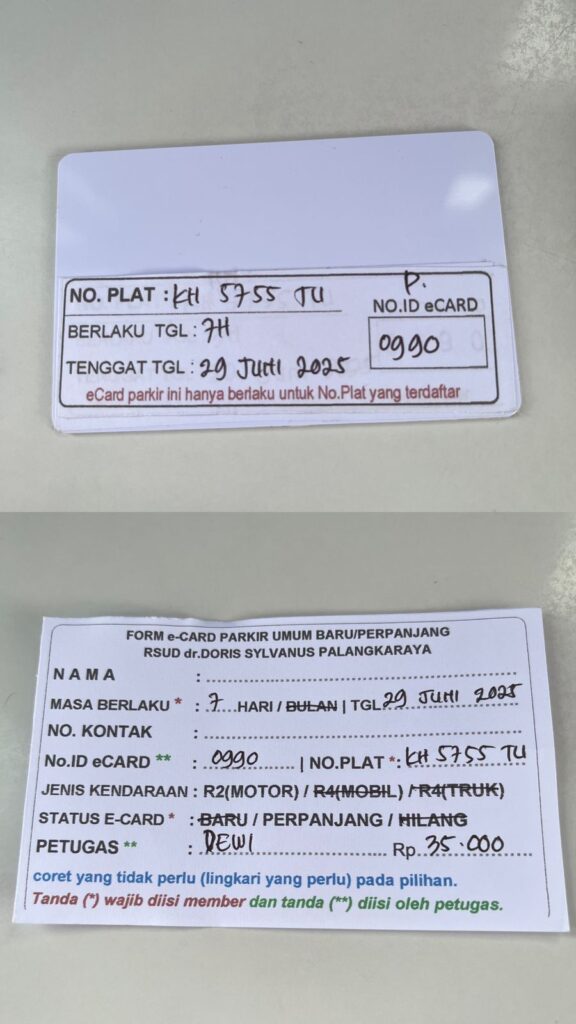 NO. PLAT : KH 5755 TU
P.
NO.ID eCARD
BERLAKU TGL : 7H
0990
TENGGAT TGL : 29 JUNI 2025
eCard parkir ini hanya berlaku untuk No.Plat yang terdaftar
FORM e-CARD PARKIR UMUM BARU/PERPANJANG
RSUD dr.DORIS SYLVANUS PALANGKARAYA
NAMA :
MASA BERLAKU * : 7 HARI / BULAN | TGL 29 JUNI 2025
NO. KONTAK :
No.ID eCARD ** : 0990 | NO.PLAT *: KH 5755 TU
JENIS KENDARAAN : R2(MOTOR) / R4(MOBIL) / R4(TRUK)
STATUS E-CARD * : BARU / PERPANJANG / HILANG
PETUGAS ** : DEWI Rp 35.000
coret yang tidak perlu (lingkari yang perlu) pada pilihan.
Tanda (*) wajib diisi member dan tanda (**) diisi oleh petugas.